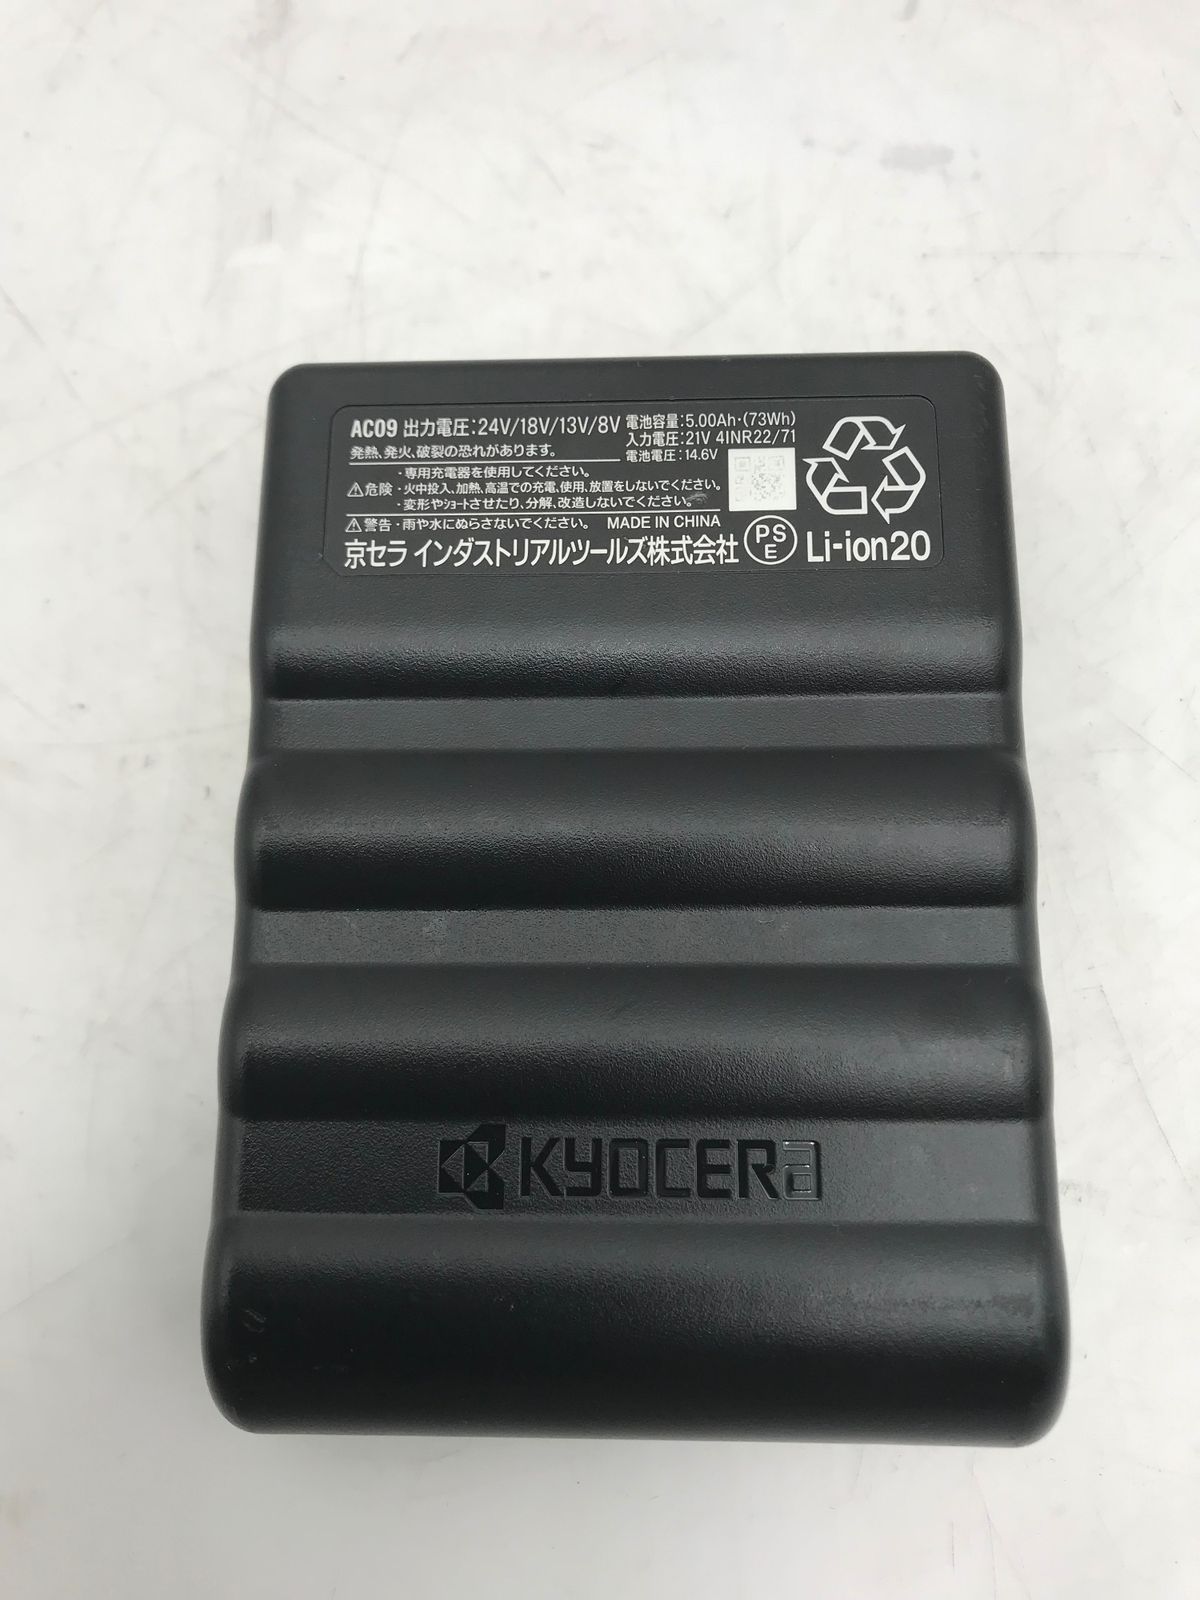 AC09 出力電圧:24V/18V/13V/8V 電池容量:5.00Ah・(73Wh)
入力電圧:21V 4INR22/71
電池電圧:14.6V
発熱、発火、破裂の恐れがあります。
⚠危険
・専用充電器を使用してください。
・火中投入、加熱、高温での充電、使用、放置をしないでください。
・変形やショートさせたり、分解、改造しないでください。
⚠警告 ・雨や水にぬらさないでください。 MADE IN CHINA
京セラ インダストリアルツールズ株式会社
PS
E
Li-ion20
KYOCERA